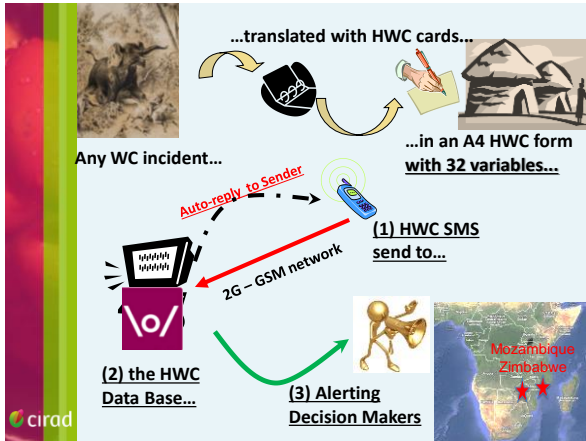 ...translated with HWC cards...
Any WC incident...
...in an A4 HWC form
with 32 variables...
Auto-reply to Sender
(1) HWC SMS
send to...
2G – GSM network
\o/
(2) the HWC
Data Base...
(3) Alerting
Decision Makers
Mozambique
Zimbabwe
cirad